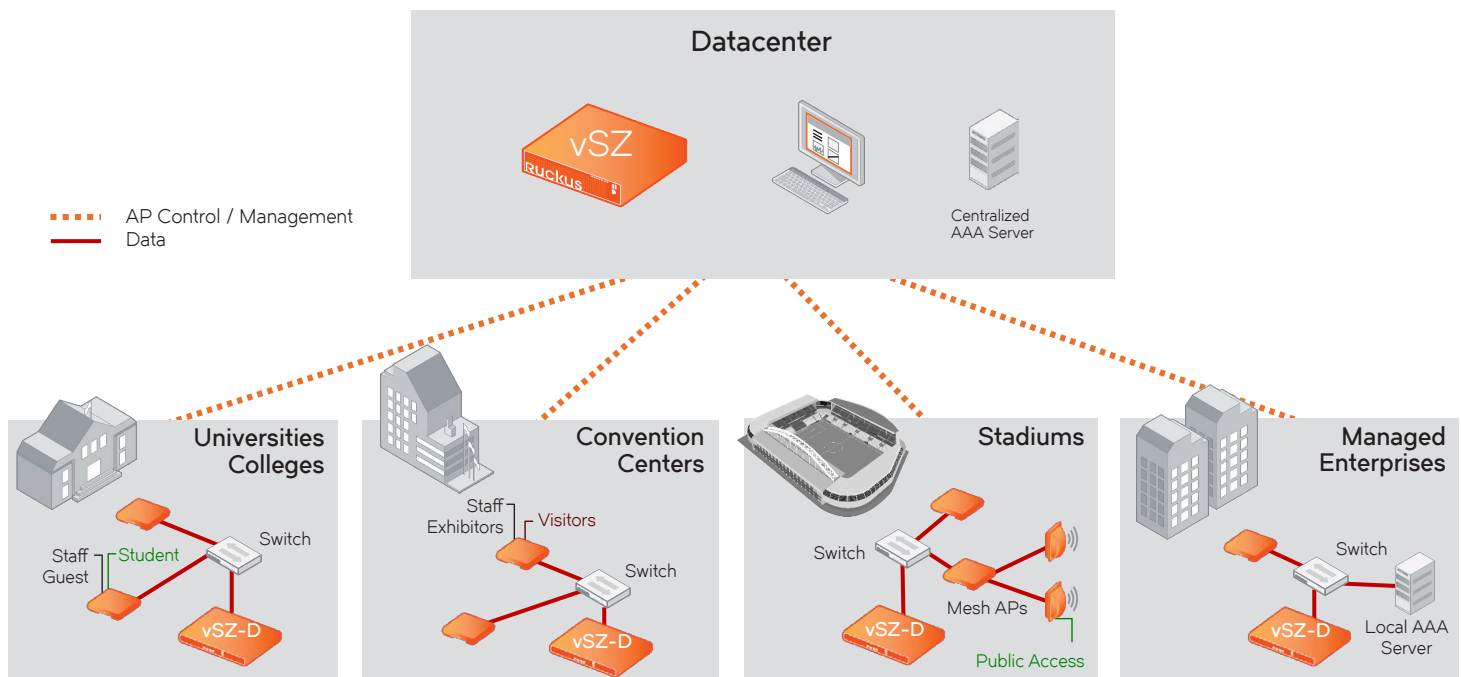 Datacenter
vSZ
RUCKUS
Centralized
AAA Server
AP Control / Management
Data
Universities
Colleges
Switch
Staff
Guest
Student
vSZ-D
Convention
Centers
Staff
Exhibitors
Visitors
Switch
vSZ-D
Stadiums
Switch
Mesh APs
vSZ-D
Public Access
Managed
Enterprises
Switch
vSZ-D
Local AAA
Server